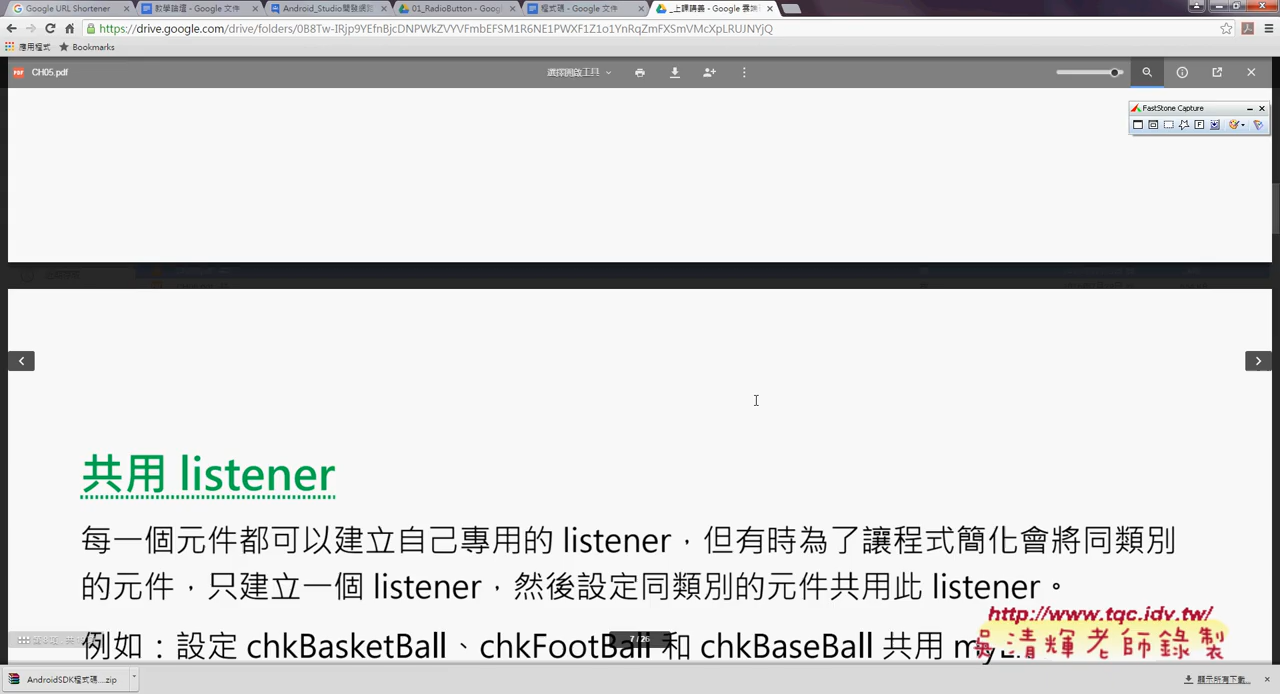 Google URL Shortener
教學論壇 - Google 文件
Android_Studio開發網
01_RadioButton - Goog
程式碼 - Google 文件
_上課講義 - Google 雲端
https://drive.google.com/drive/folders/0B8Tw-IRjp9YEfnBjcDNPWkZVYVFmbEFSM1R6NE1PWXF1Z1o1YnRqZmFXSmVMcXpLRUJNYjQ
應用程式
Bookmarks
PDF
CH05.pdf
選擇開啟工具
FastStone Capture
共用 listener
每一個元件都可以建立自己專用的 listener，但有時為了讓程式簡化會將同類別
的元件，只建立一個 listener，然後設定同類別的元件共用此 listener。
http://www.tqc.idv.tw/
吳清輝老師錄製
7 / 26
例如：設定 chkBasketBall、chkFootBall 和 chkBaseBall 共用
AndroidSDK程式碼....zip
顯示所有下載...